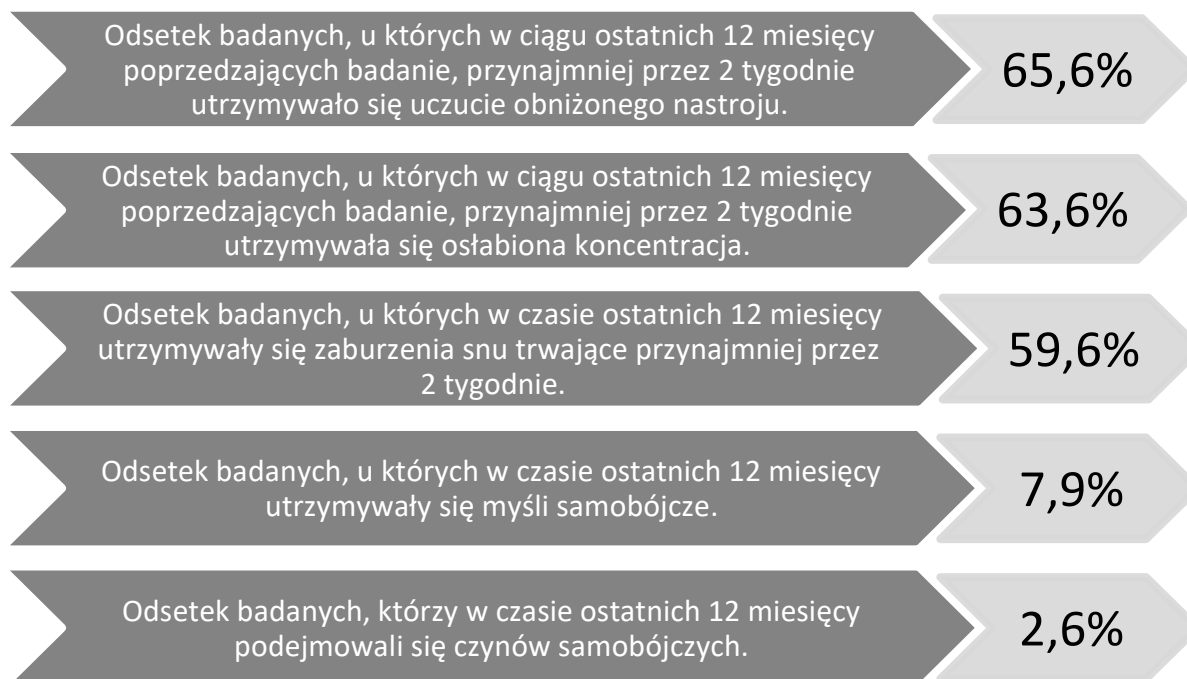 Odsetek badanych, u których w ciągu ostatnich 12 miesięcy
poprzedzających badanie, przynajmniej przez 2 tygodnie
utrzymywało się uczucie obniżonego nastroju.
65,6%
Odsetek badanych, u których w ciągu ostatnich 12 miesięcy
poprzedzających badanie, przynajmniej przez 2 tygodnie
utrzymywała się osłabiona koncentracja.
63,6%
Odsetek badanych, u których w czasie ostatnich 12 miesięcy
utrzymywały się zaburzenia snu trwające przynajmniej przez
2 tygodnie.
59,6%
Odsetek badanych, u których w czasie ostatnich 12 miesięcy
utrzymywały się myśli samobójcze.
7,9%
Odsetek badanych, którzy w czasie ostatnich 12 miesięcy
podejmowali się czynów samobójczych.
2,6%